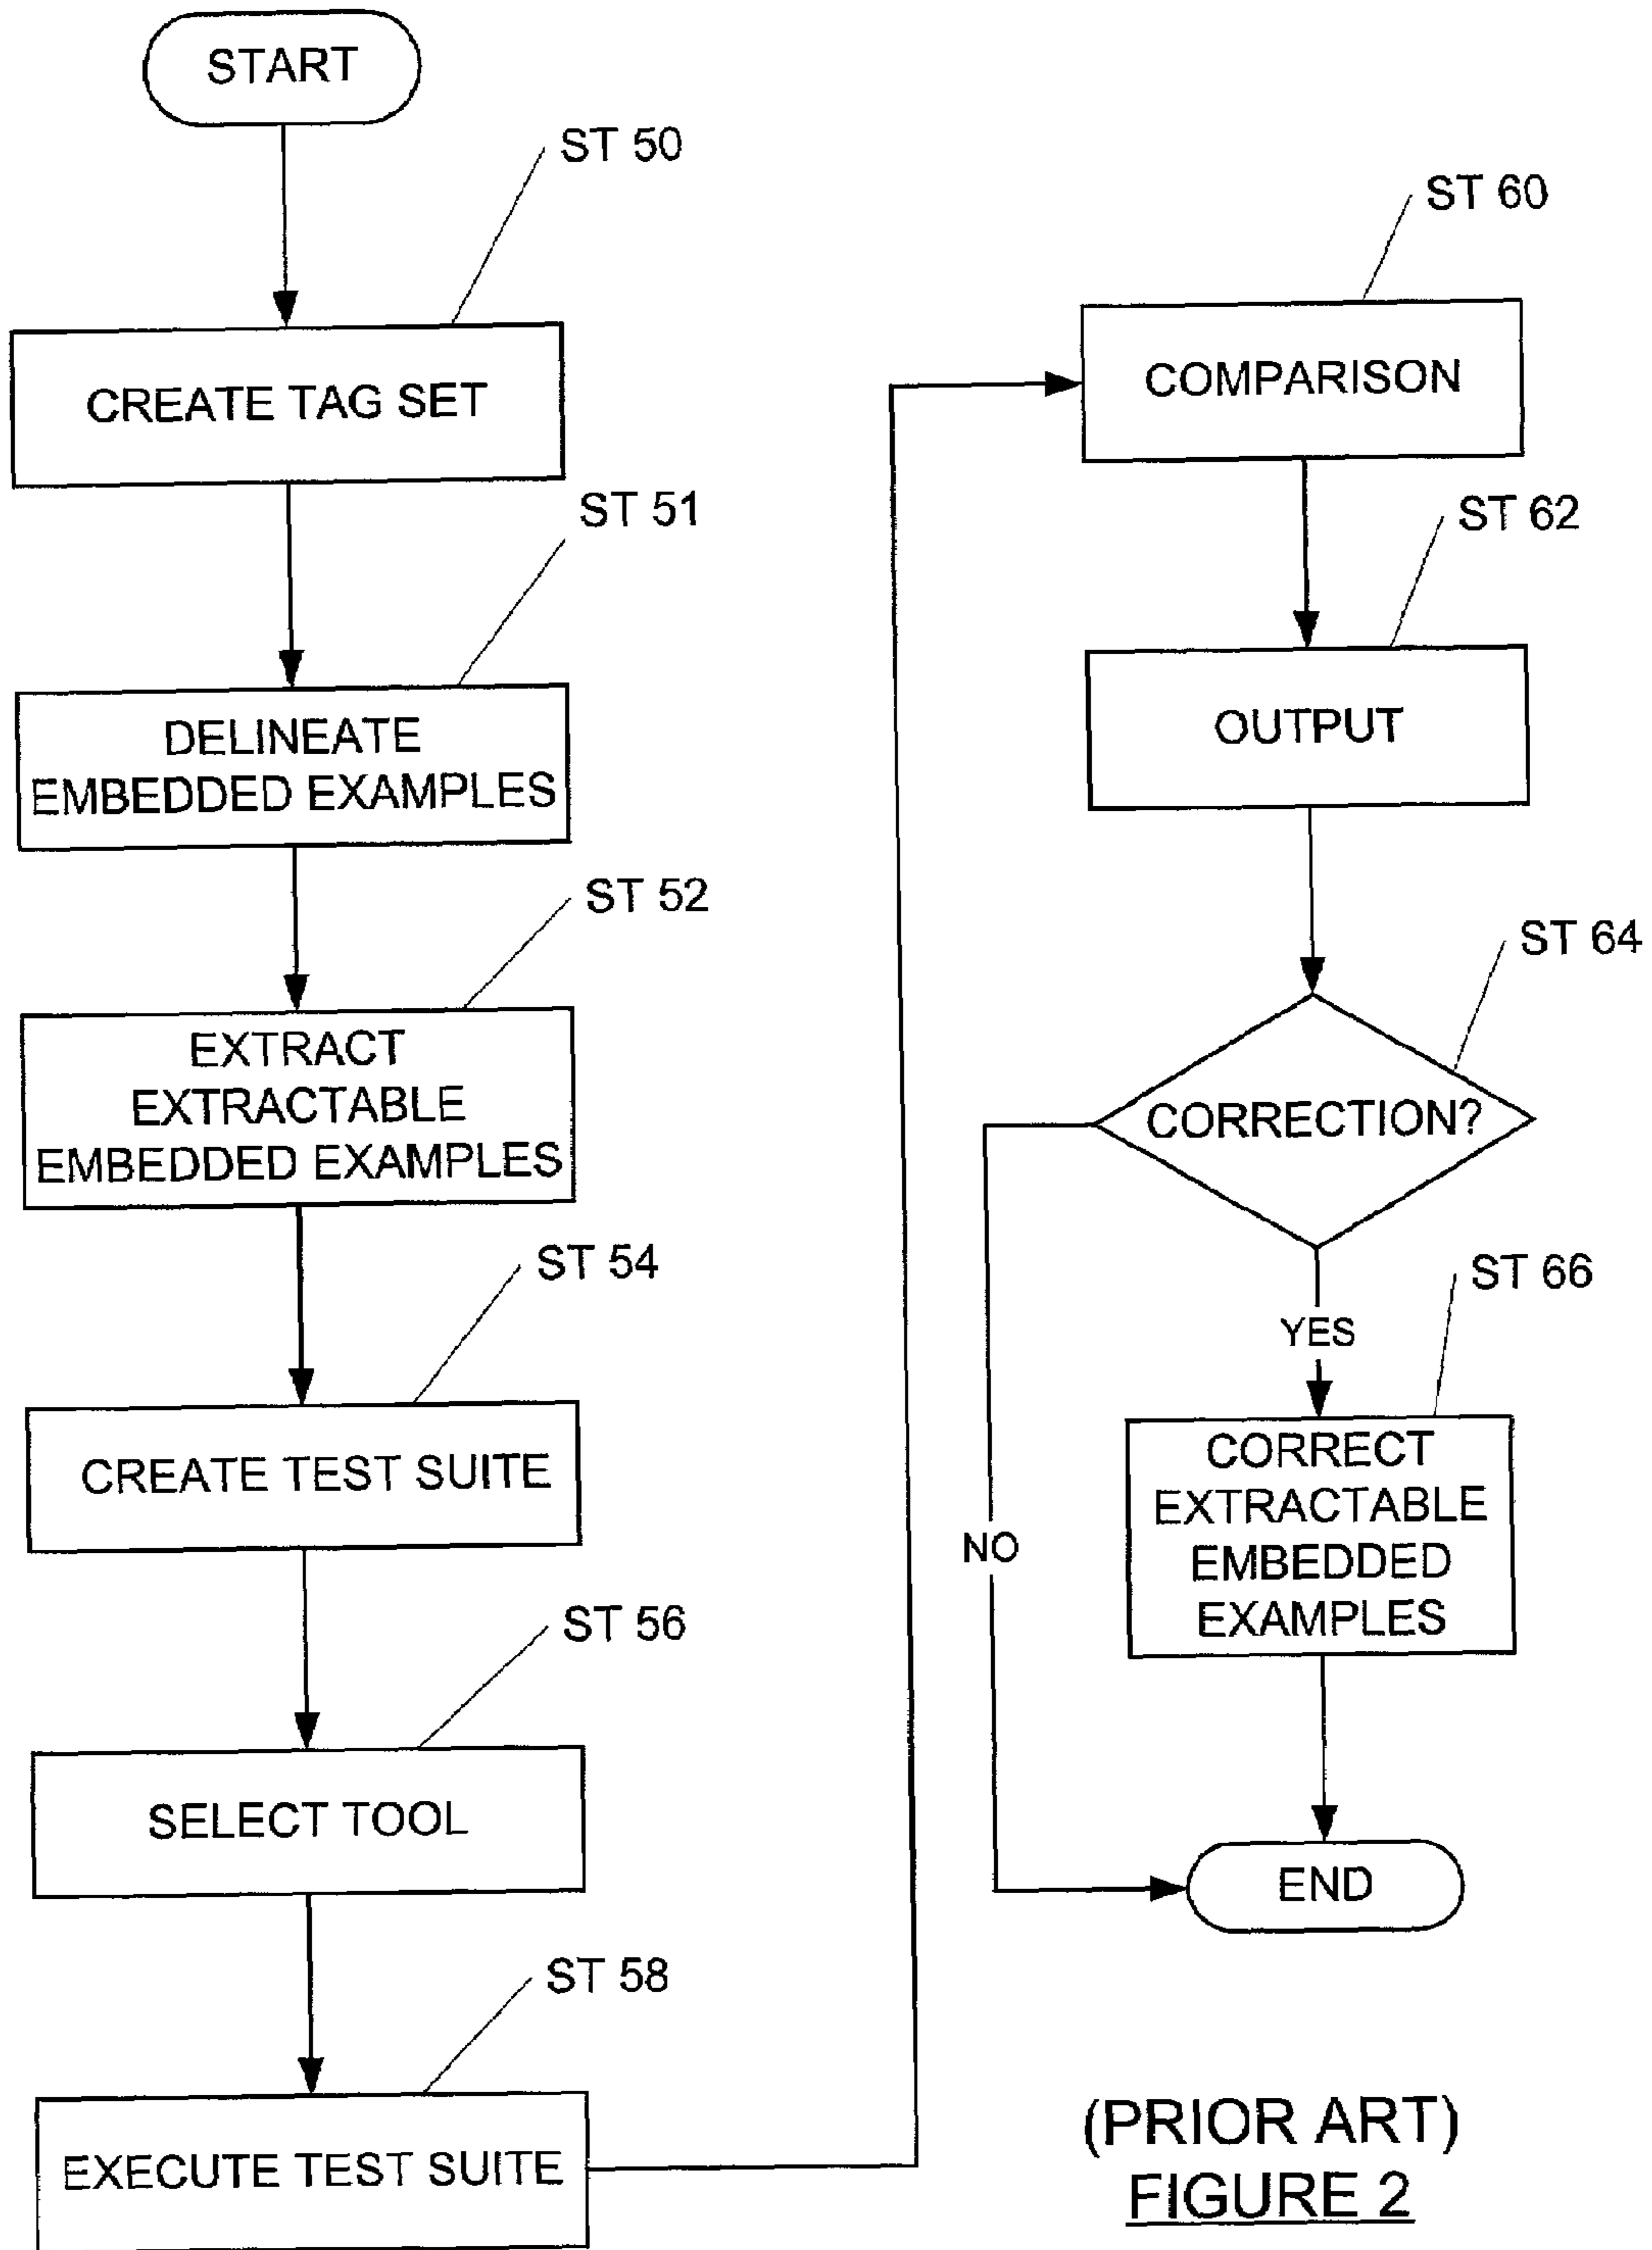 START
ST 50
CREATE TAG SET
ST 51
DELINEATE
EMBEDDED EXAMPLES
ST 52
EXTRACT
EXTRACTABLE
EMBEDDED EXAMPLES
ST 54
CREATE TEST SUITE
ST 56
SELECT TOOL
ST 58
EXECUTE TEST SUITE
ST 60
COMPARISON
ST 62
OUTPUT
ST 64
CORRECTION?
NO
YES
ST 66
CORRECT
EXTRACTABLE
EMBEDDED
EXAMPLES
END
(PRIOR ART)
FIGURE 2